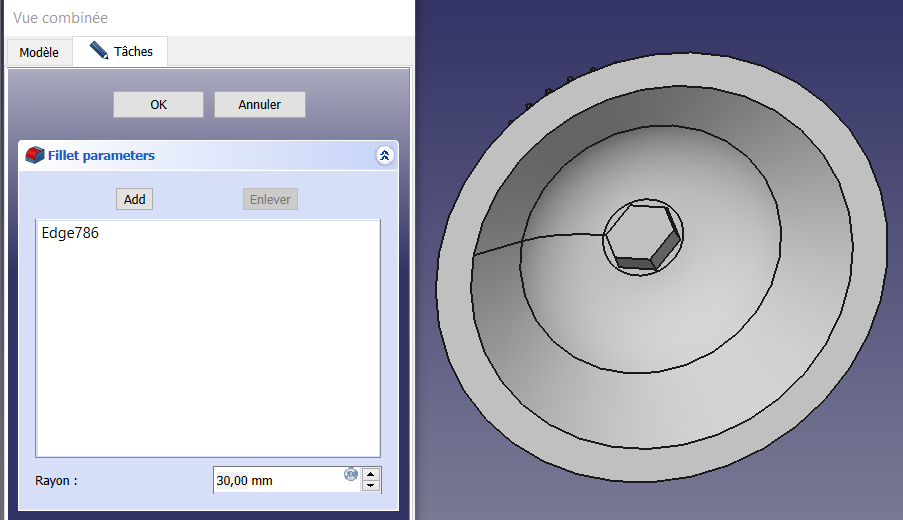 Vue combinée
Modèle
Tâches
OK
Annuler
Fillet parameters
Add
Enlever
Edge786
Rayon :
30,00 mm